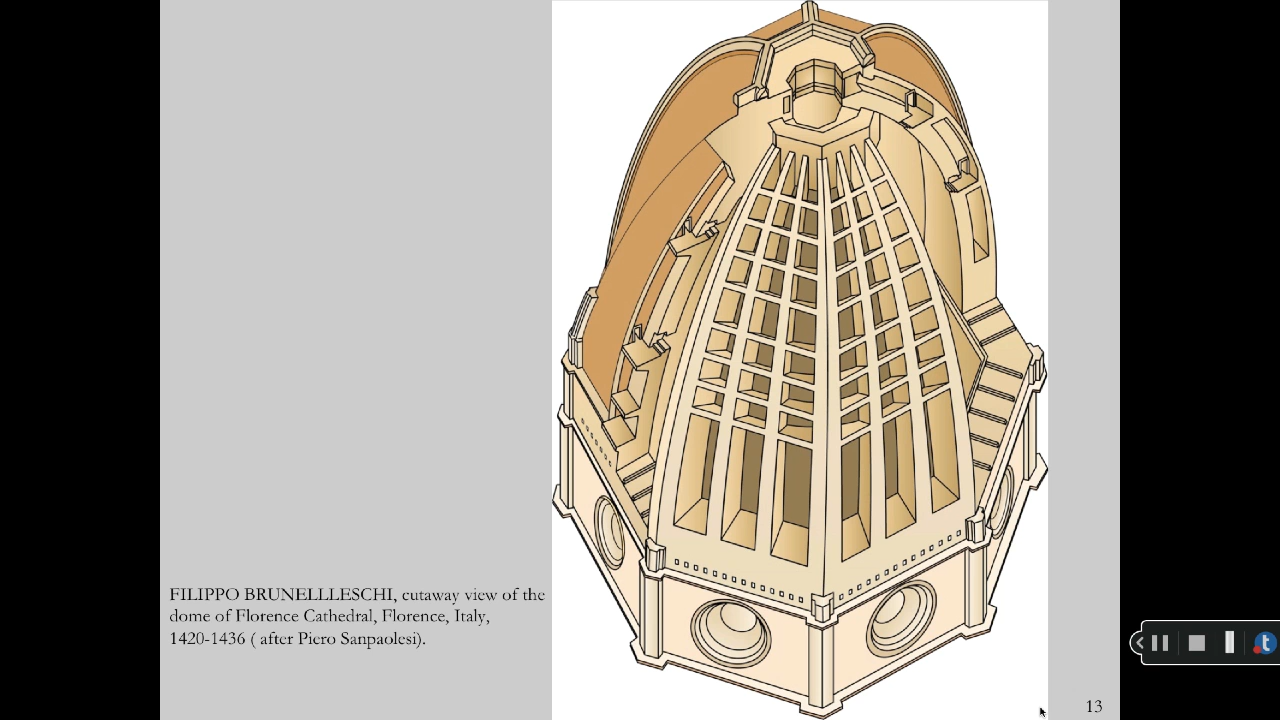 FILIPPO BRUNELLLESCHI, cutaway view of the
dome of Florence Cathedral, Florence, Italy,
1420-1436 ( after Piero Sanpaolesi).
t
13